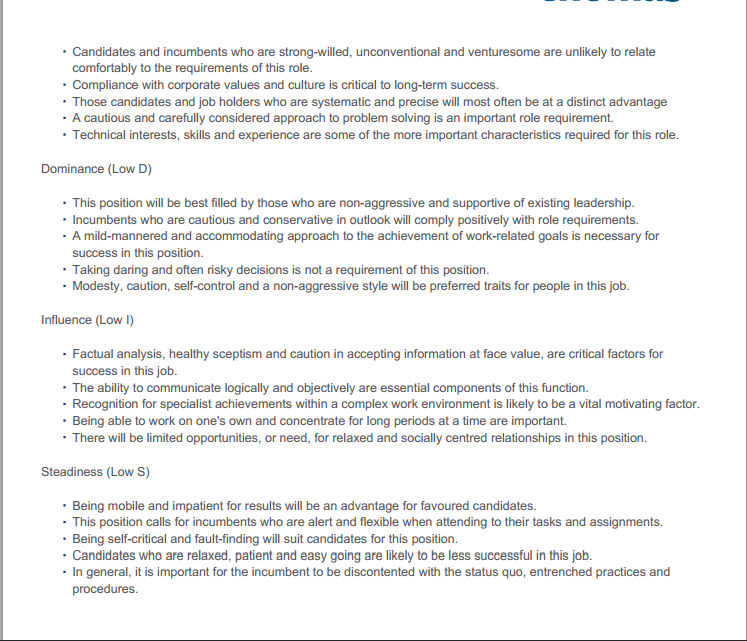 • Candidates and incumbents who are strong-willed, unconventional and venturesome are unlikely to relate
comfortably to the requirements of this role.
• Compliance with corporate values and culture is critical to long-term success.
• Those candidates and job holders who are systematic and precise will most often be at a distinct advantage
• A cautious and carefully considered approach to problem solving is an important role requirement.
• Technical interests, skills and experience are some of the more important characteristics required for this role.
Dominance (Low D)
• This position will be best filled by those who are non-aggressive and supportive of existing leadership.
• Incumbents who are cautious and conservative in outlook will comply positively with role requirements.
• A mild-mannered and accommodating approach to the achievement of work-related goals is necessary for
success in this position.
• Taking daring and often risky decisions is not a requirement of this position.
• Modesty, caution, self-control and a non-aggressive style will be preferred traits for people in this job.
Influence (Low I)
• Factual analysis, healthy sceptism and caution in accepting information at face value, are critical factors for
success in this job.
• The ability to communicate logically and objectively are essential components of this function.
• Recognition for specialist achievements within a complex work environment is likely to be a vital motivating factor.
• Being able to work on one's own and concentrate for long periods at a time are important.
• There will be limited opportunities, or need, for relaxed and socially centred relationships in this position.
Steadiness (Low S)
• Being mobile and impatient for results will be an advantage for favoured candidates.
• This position calls for incumbents who are alert and flexible when attending to their tasks and assignments.
• Being self-critical and fault-finding will suit candidates for this position.
• Candidates who are relaxed, patient and easy going are likely to be less successful in this job.
• In general, it is important for the incumbent to be discontented with the status quo, entrenched practices and
procedures.